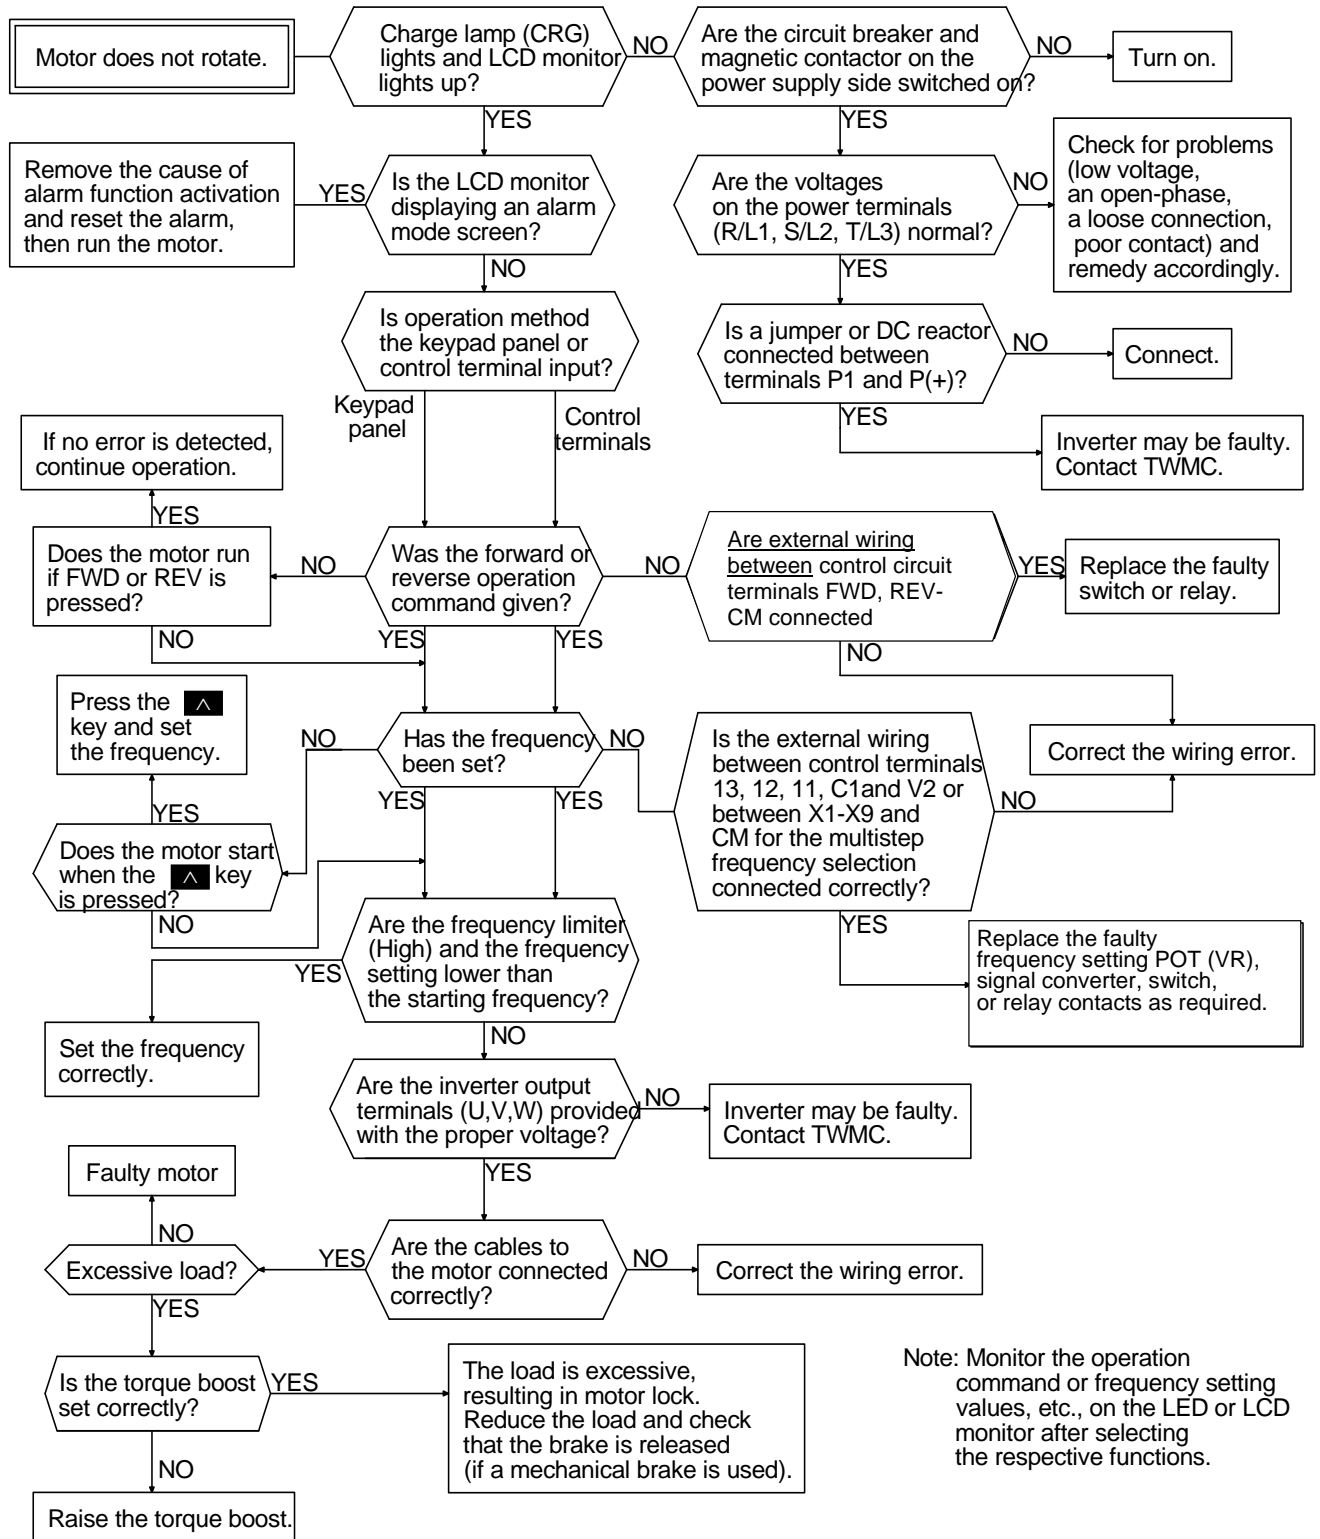 Motor does not rotate.
Charge lamp (CRG)
lights and LCD monitor
lights up?
NO
Are the circuit breaker and
magnetic contactor on the
power supply side switched on?
NO
Turn on.
YES
YES
Remove the cause of
alarm function activation
and reset the alarm,
then run the motor.
YES
Is the LCD monitor
displaying an alarm
mode screen?
Are the voltages
on the power terminals
(R/L1, S/L2, T/L3) normal?
NO
Check for problems
(low voltage,
an open-phase,
a loose connection,
poor contact) and
remedy accordingly.
NO
YES
Is operation method
the keypad panel or
control terminal input?
Is a jumper or DC reactor
connected between
terminals P1 and P(+)?
NO
Connect.
Keypad
panel
Control
terminals
YES
If no error is detected,
continue operation.
Inverter may be faulty.
Contact TWMC.
YES
Does the motor run
if FWD or REV is
pressed?
NO
Was the forward or
reverse operation
command given?
NO
Are external wiring
between control circuit
terminals FWD, REV-
CM connected
YES
Replace the faulty
switch or relay.
NO
YES
YES
NO
Press the ∧
key and set
the frequency.
NO
Has the frequency
been set?
NO
Is the external wiring
between control terminals
13, 12, 11, C1and V2 or
between X1-X9 and
CM for the multistep
frequency selection
connected correctly?
NO
Correct the wiring error.
YES
YES
YES
Does the motor start
when the ∧ key
is pressed?
NO
Are the frequency limiter
(High) and the frequency
setting lower than
the starting frequency?
YES
YES
Replace the faulty
frequency setting POT (VR),
signal converter, switch,
or relay contacts as required.
Set the frequency
correctly.
NO
Are the inverter output
terminals (U,V,W) provided
with the proper voltage?
NO
Inverter may be faulty.
Contact TWMC.
Faulty motor
YES
NO
Excessive load?
YES
Are the cables to
the motor connected
correctly?
NO
Correct the wiring error.
YES
Is the torque boost
set correctly?
YES
The load is excessive,
resulting in motor lock.
Reduce the load and check
that the brake is released
(if a mechanical brake is used).
Note: Monitor the operation
command or frequency setting
values, etc., on the LED or LCD
monitor after selecting
the respective functions.
NO
Raise the torque boost.